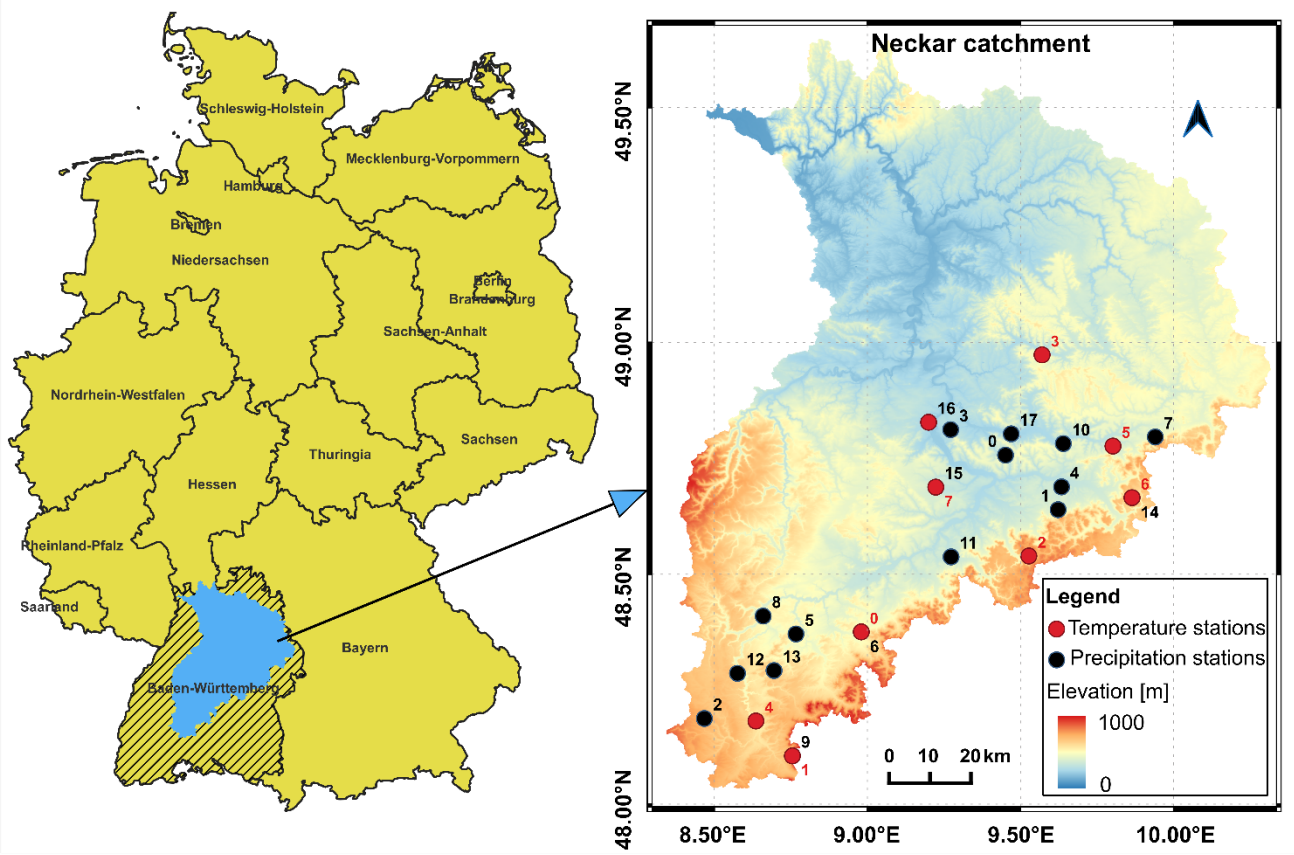 Schleswig-Holstein
Mecklenburg-Vorpommern
Hamburg
Bremen
Niedersachsen
Berlin
Brandenburg
Sachsen-Anhalt
Nordrhein-Westfalen
Sachsen
Thuringia
Hessen
Rheinland-Pfalz
Saarland
Bayern
Baden-Württemberg
Neckar catchment
49.50°N
49.00°N
48.50°N
48.00°N
3
16
3
17
10
5
7
0
15
7
4
1
6
14
11
2
8
5
0
6
12
13
2
4
9
1
Legend
Temperature stations
Precipitation stations
Elevation [m]
1000
0
0 10 20 km
8.50°E 9.00°E 9.50°E 10.00°E